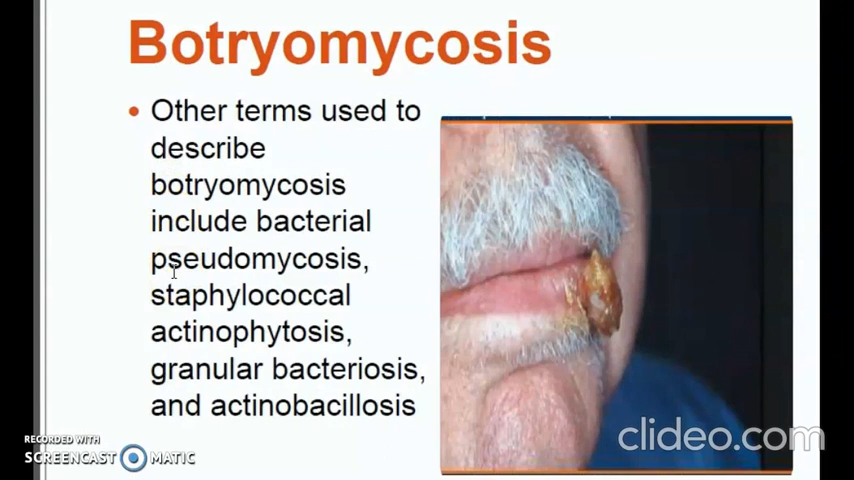 Botryomycosis
• Other terms used to
describe
botryomycosis
include bacterial
pseudomycosis,
staphylococcal
actinophytosis,
granular bacteriosis,
and actinobacillosis
RECORDED WITH
SCREENCAST MATIC
clideo.com